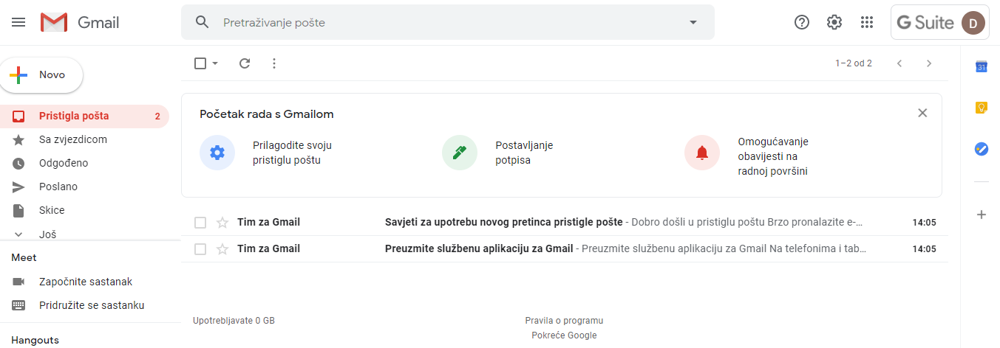 Gmail
Pretraživanje pošte
G Suite
D
Novo
1–2 od 2
31
Pristigla pošta 2
Sa zvjezdicom
Odgođeno
Poslano
Skice
Još
Početak rada s Gmailom
Prilagodite svoju
pristiglu poštu
Postavljanje
potpisa
Omogućavanje
obavijesti na
radnoj površini
Tim za Gmail Savjeti za upotrebu novog pretinca pristigle pošte - Dobro došli u pristiglu poštu Brzo pronalazite e-… 14:05
Tim za Gmail Preuzmite službenu aplikaciju za Gmail - Preuzmite službenu aplikaciju za Gmail Na telefonima i tab… 14:05
Meet
Započnite sastanak
Pridružite se sastanku
Hangouts
Upotrebljavate 0 GB
Pravila o programu
Pokreće Google